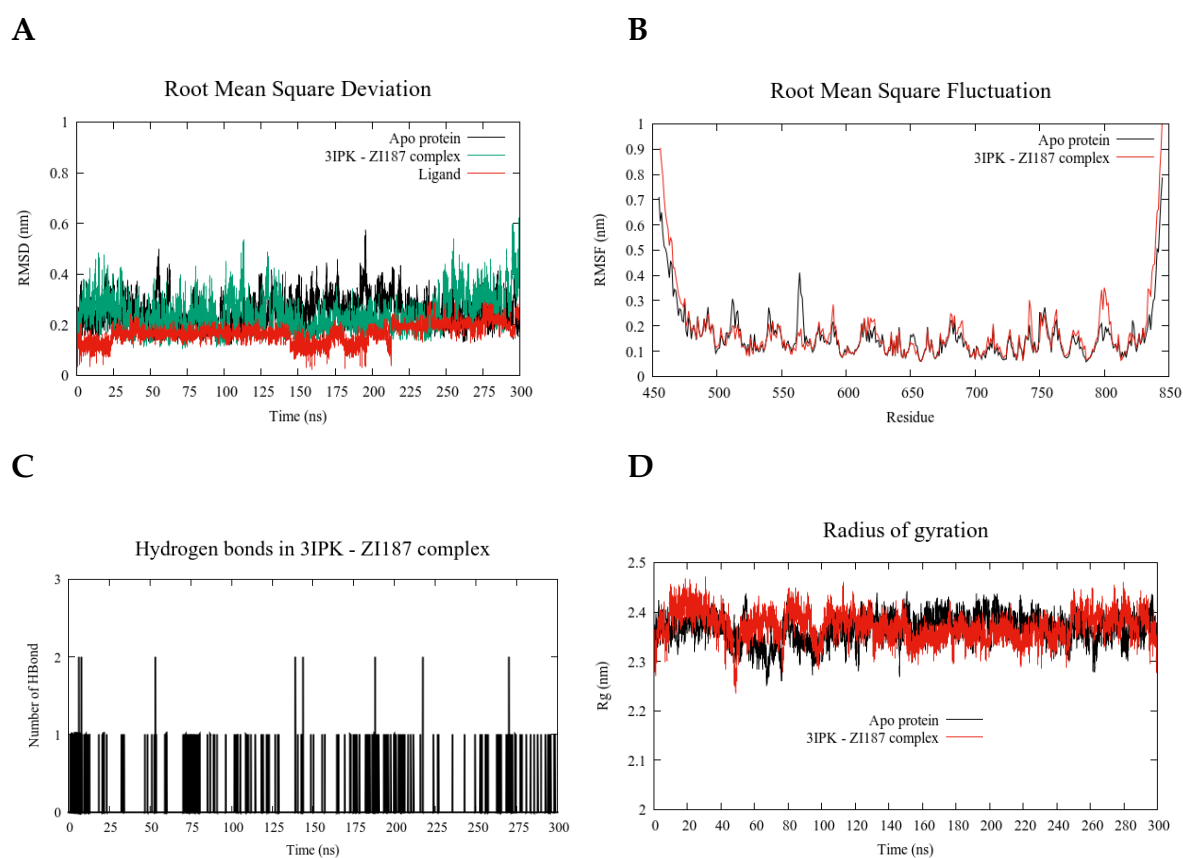 A
Root Mean Square Deviation
1
0.8
0.6
0.4
0.2
0
RMSD (nm)
Apo protein
3IPK - ZI187 complex
Ligand
0 25 50 75 100 125 150 175 200 225 250 275 300
Time (ns)
B
Root Mean Square Fluctuation
1
0.9
0.8
0.7
0.6
0.5
0.4
0.3
0.2
0.1
0
RMSF (nm)
Apo protein
3IPK - ZI187 complex
450 500 550 600 650 700 750 800 850
Residue
C
Hydrogen bonds in 3IPK - ZI187 complex
3
2
1
0
Number of HBond
0 25 50 75 100 125 150 175 200 225 250 275 300
Time (ns)
D
Radius of gyration
2.5
2.4
2.3
2.2
2.1
2
Rg (nm)
Apo protein
3IPK - ZI187 complex
0 20 40 60 80 100 120 140 160 180 200 220 240 260 280 300
Time (ns)